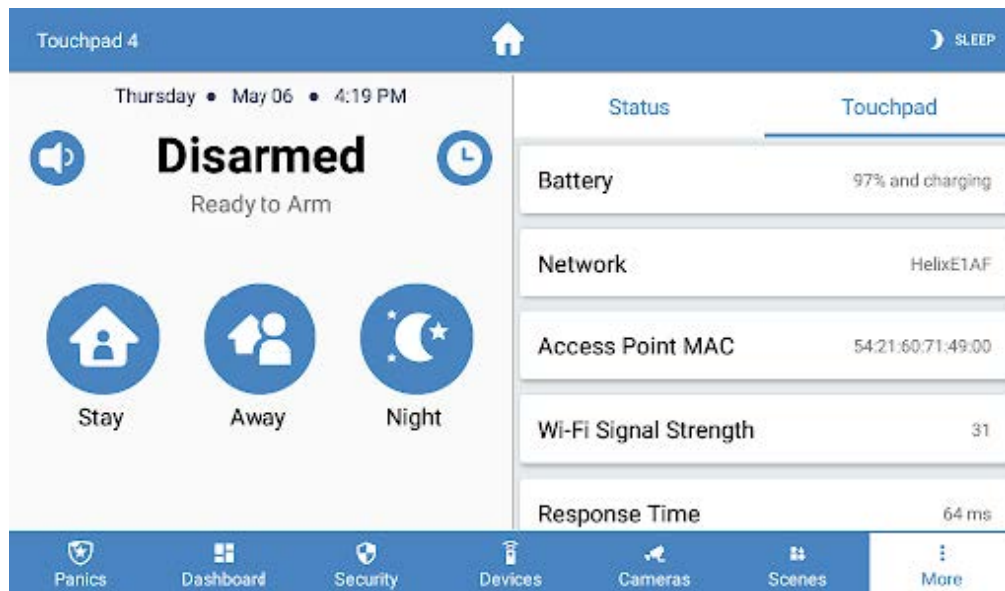 Touchpad 4
SLEEP
Thursday • May 06 • 4:19 PM
Disarmed
Ready to Arm
Stay
Away
Night
Status
Touchpad
Battery
97% and charging
Network
HelixE1AF
Access Point MAC
54:21:60:71:49:00
Wi-Fi Signal Strength
31
Response Time
64 ms
Panics
Dashboard
Security
Devices
Cameras
Scenes
More